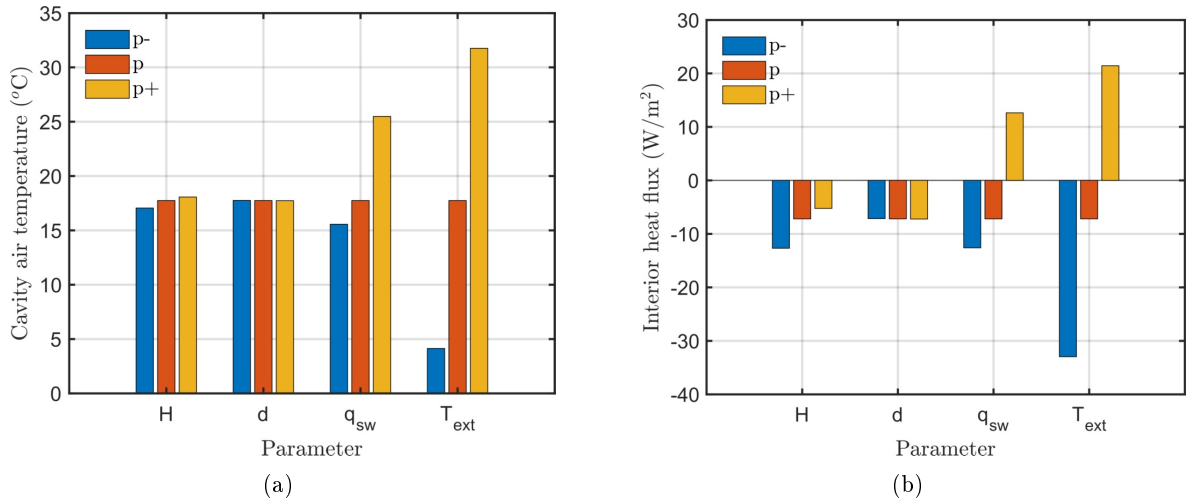 35
30
25
20
15
10
5
0
Cavity air temperature (°C)
p-
p
p+
H d q_sw T_ext
Parameter
(a)
30
20
10
0
-10
-20
-30
-40
Interior heat flux (W/m²)
p-
p
p+
H d q_sw T_ext
Parameter
(b)